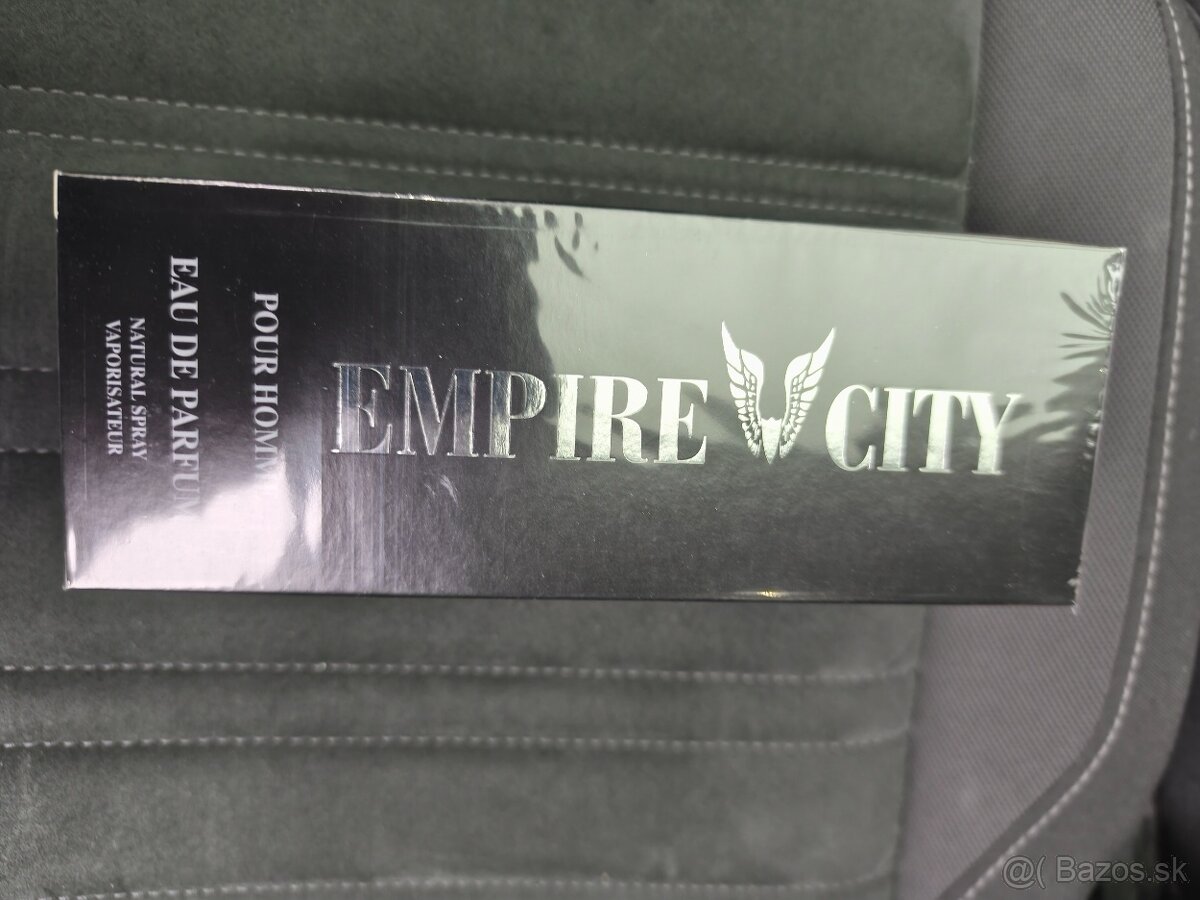 EMPIRE CITY
POUR HOMM
EAU DE PARFUM
NATURAL SPRAY
VAPORISATEUR
@( Bazos.sk